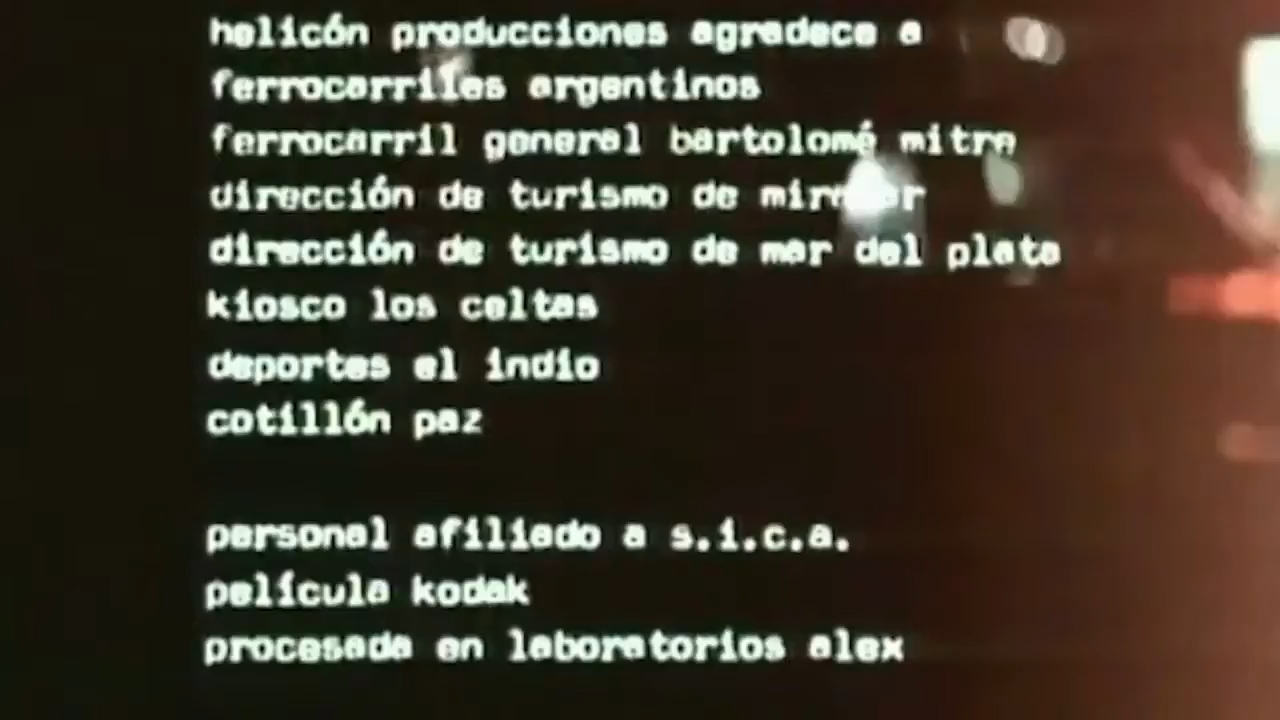 helicón producciones agradece a
ferrocarriles argentinos
ferrocarril general bartolomé mitre
dirección de turismo de miramar
dirección de turismo de mar del plata
kiosco los celtas
deportes el indio
cotillón paz
personal afiliado a s.i.c.a.
película kodak
procesada en laboratorios alex